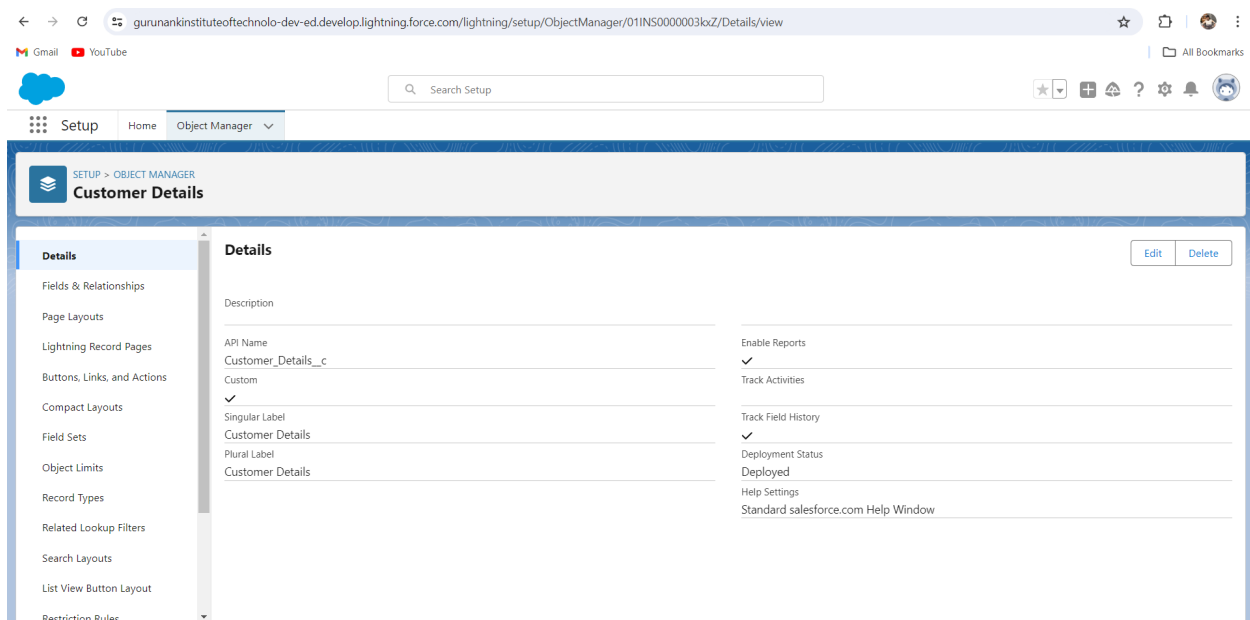 gurunankinstituteoftechnolo-dev-ed.develop.lightning.force.com/lightning/setup/ObjectManager/01INS0000003kxZ/Details/view
Gmail YouTube All Bookmarks
Search Setup
Setup Home Object Manager
SETUP > OBJECT MANAGER
Customer Details
Details
Fields & Relationships
Page Layouts
Lightning Record Pages
Buttons, Links, and Actions
Compact Layouts
Field Sets
Object Limits
Record Types
Related Lookup Filters
Search Layouts
List View Button Layout
Restriction Rules
Details
Edit Delete
Description
API Name
Customer_Details__c
Custom
Singular Label
Customer Details
Plural Label
Customer Details
Enable Reports
Track Activities
Track Field History
Deployment Status
Deployed
Help Settings
Standard salesforce.com Help Window